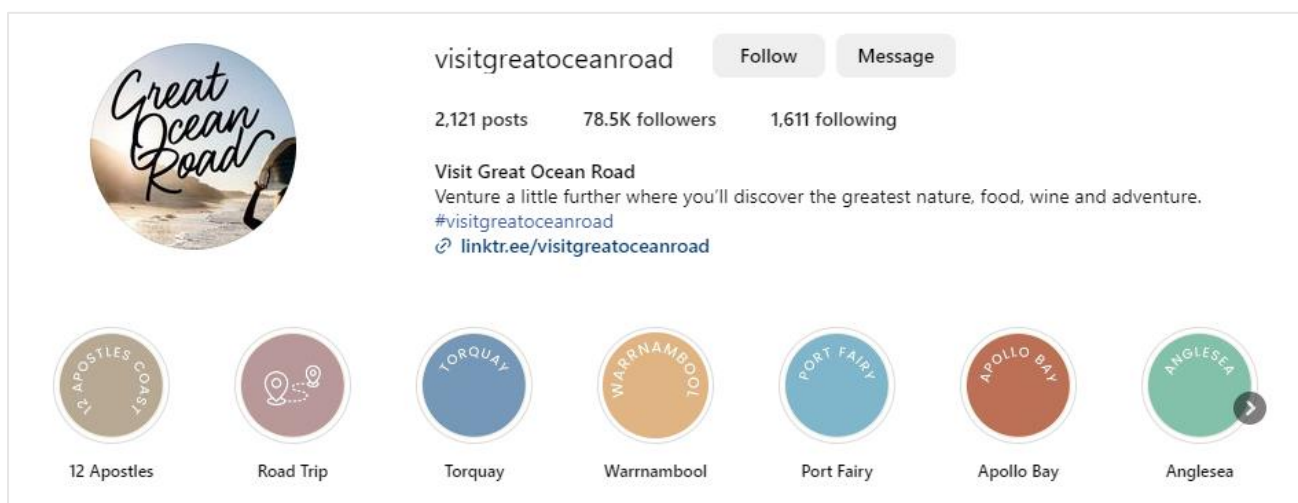 Great
Ocean
Road
visitgreatoceanroad Follow Message
2,121 posts 78.5K followers 1,611 following
Visit Great Ocean Road
Venture a little further where you'll discover the greatest nature, food, wine and adventure.
#visitgreatoceanroad
linktr.ee/visitgreatoceanroad
12 APOSTLES COAST
TORQUAY
WARRNAMBOOL
PORT FAIRY
APOLLO BAY
ANGLESEA
12 Apostles Road Trip Torquay Warrnambool Port Fairy Apollo Bay Anglesea